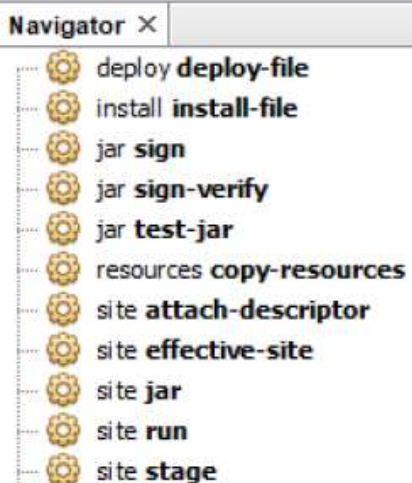 Navigator ×
deploy deploy-file
install install-file
jar sign
jar sign-verify
jar test-jar
resources copy-resources
site attach-descriptor
site effective-site
site jar
site run
site stage